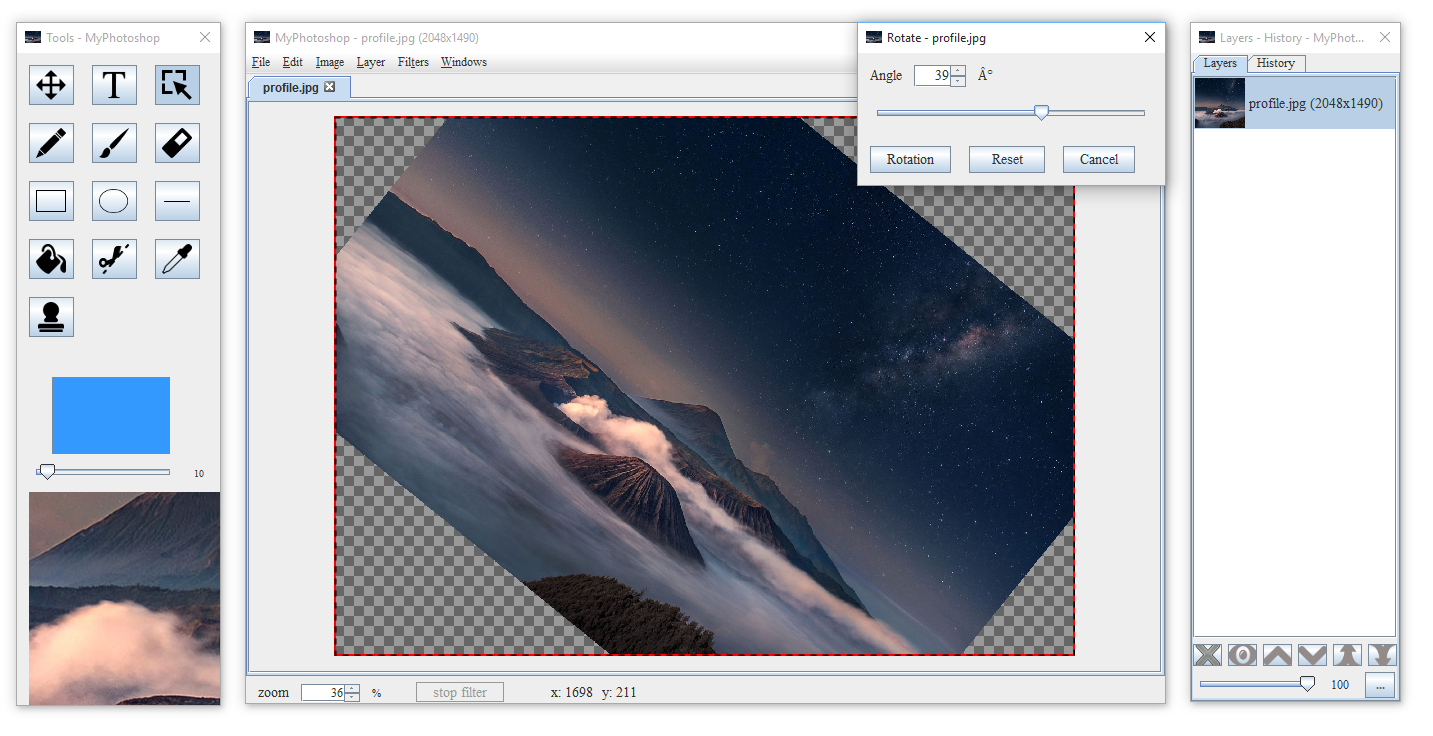 Tools - MyPhotoshop
T
10
MyPhotoshop - profile.jpg (2048x1490)
File Edit Image Layer Filters Windows
profile.jpg
zoom 36 % stop filter x: 1698 y: 211
Rotate - profile.jpg
Angle 39 Â°
Rotation Reset Cancel
Layers - History - MyPhot...
Layers History
profile.jpg (2048x1490)
100 ...